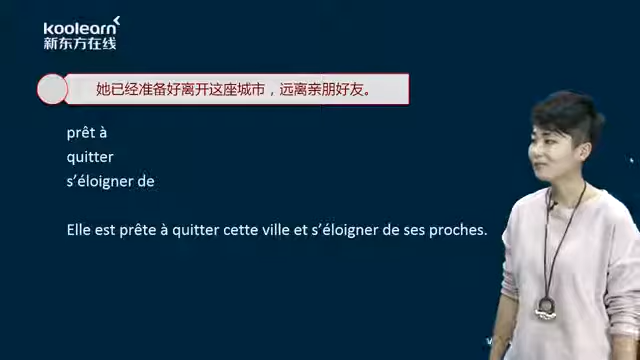 koolearn
新东方在线
她已经准备好离开这座城市，远离亲朋好友。
prêt à
quitter
s’éloigner de
Elle est prête à quitter cette ville et s’éloigner de ses proches.